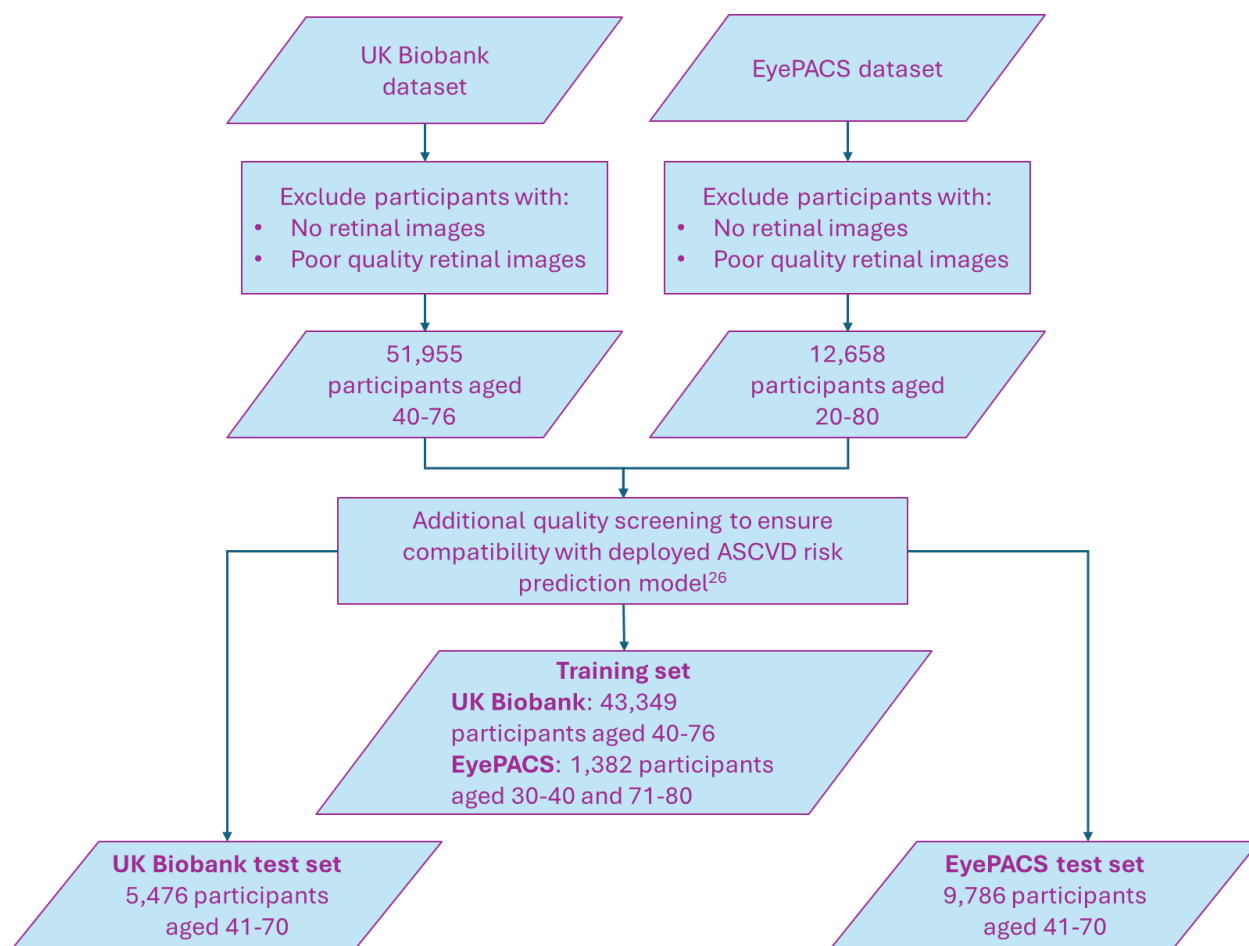 UK Biobank
dataset
EyePACS dataset
Exclude participants with:
• No retinal images
• Poor quality retinal images
Exclude participants with:
• No retinal images
• Poor quality retinal images
51,955
participants aged
40-76
12,658
participants aged
20-80
Additional quality screening to ensure
compatibility with deployed ASCVD risk
prediction model²⁶
Training set
UK Biobank: 43,349
participants aged 40-76
EyePACS: 1,382 participants
aged 30-40 and 71-80
UK Biobank test set
5,476 participants
aged 41-70
EyePACS test set
9,786 participants
aged 41-70